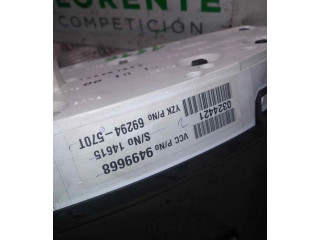 LORENTE
COMPETICIÓN
YZK P/No 69294-570T
0324421
S/No 14615
VCC P/No 9499668